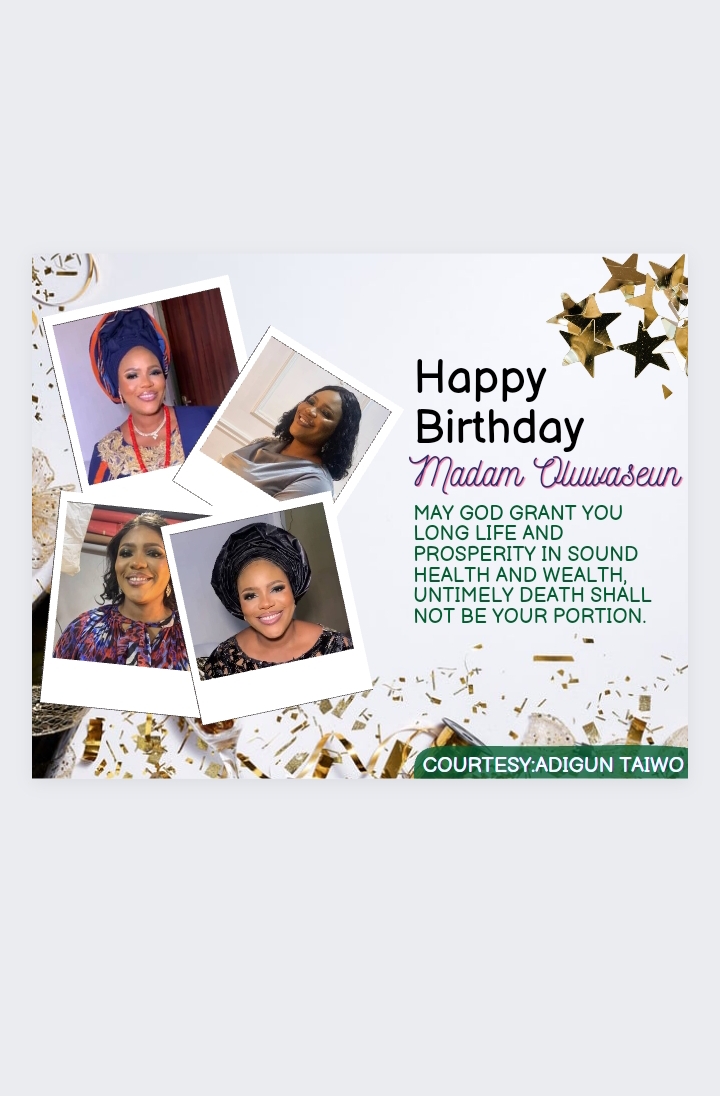 Happy
Birthday
Madam Oluwaseun
MAY GOD GRANT YOU
LONG LIFE AND
PROSPERITY IN SOUND
HEALTH AND WEALTH,
UNTIMELY DEATH SHALL
NOT BE YOUR PORTION.
COURTESY:ADIGUN TAIWO